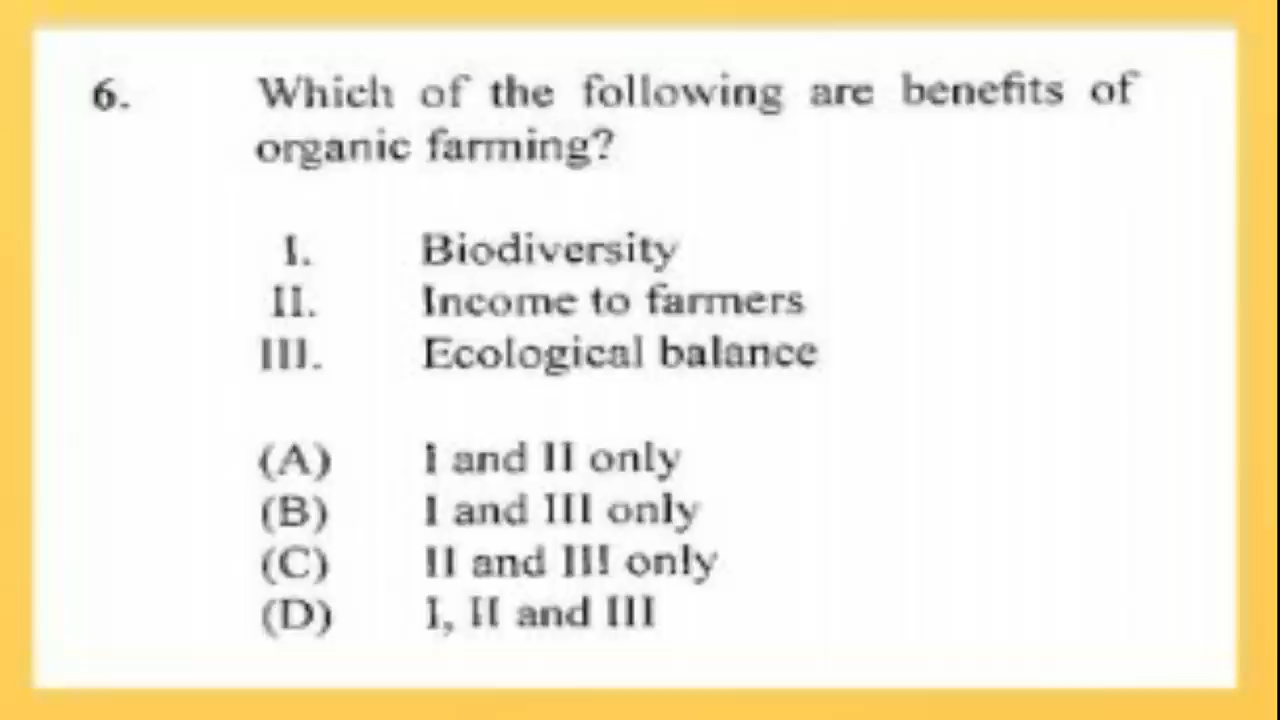 6. Which of the following are benefits of
organic farming?
I. Biodiversity
II. Income to farmers
III. Ecological balance
(A) I and II only
(B) I and III only
(C) II and III only
(D) I, II and III